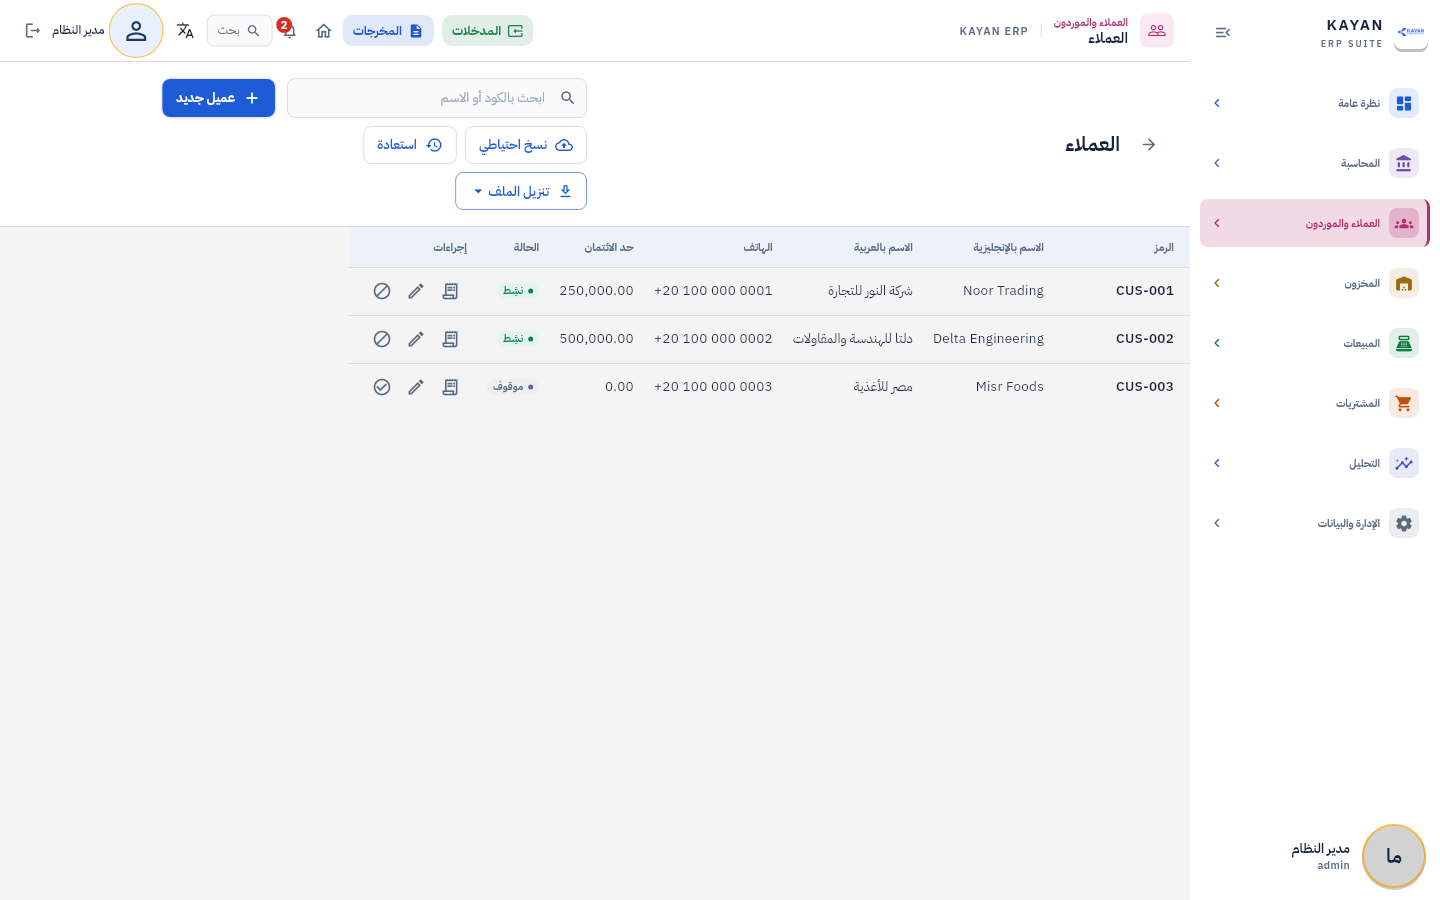 KAYAN
ERP SUITE
نظرة عامة
المحاسبة
العملاء والموردون
المخزون
المبيعات
المشتريات
التحليل
الإدارة والبيانات
مدير النظام
admin
ما
العملاء والموردون
العملاء
KAYAN ERP
المدخلات
المخرجات
2
بحث
مدير النظام
العملاء
ابحث بالكود أو الاسم
عميل جديد
نسخ احتياطي
استعادة
تنزيل الملف
الرمز الاسم بالإنجليزية الاسم بالعربية الهاتف حد الائتمان الحالة إجراءات
CUS-001 Noor Trading شركة النور للتجارة +20 100 000 0001 250,000.00 نشِط
CUS-002 Delta Engineering دلتا للهندسة والمقاولات +20 100 000 0002 500,000.00 نشِط
CUS-003 Misr Foods مصر للأغذية +20 100 000 0003 0.00 موقوف